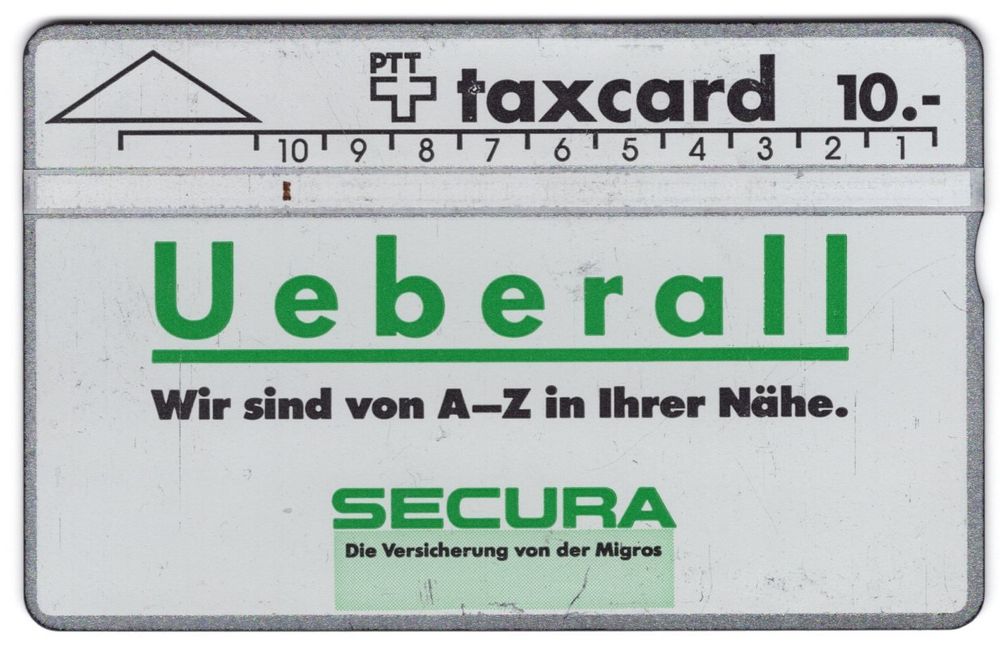 PTT taxcard 10.-
10 9 8 7 6 5 4 3 2 1
Ueberall
Wir sind von A–Z in Ihrer Nähe.
SECURA
Die Versicherung von der Migros